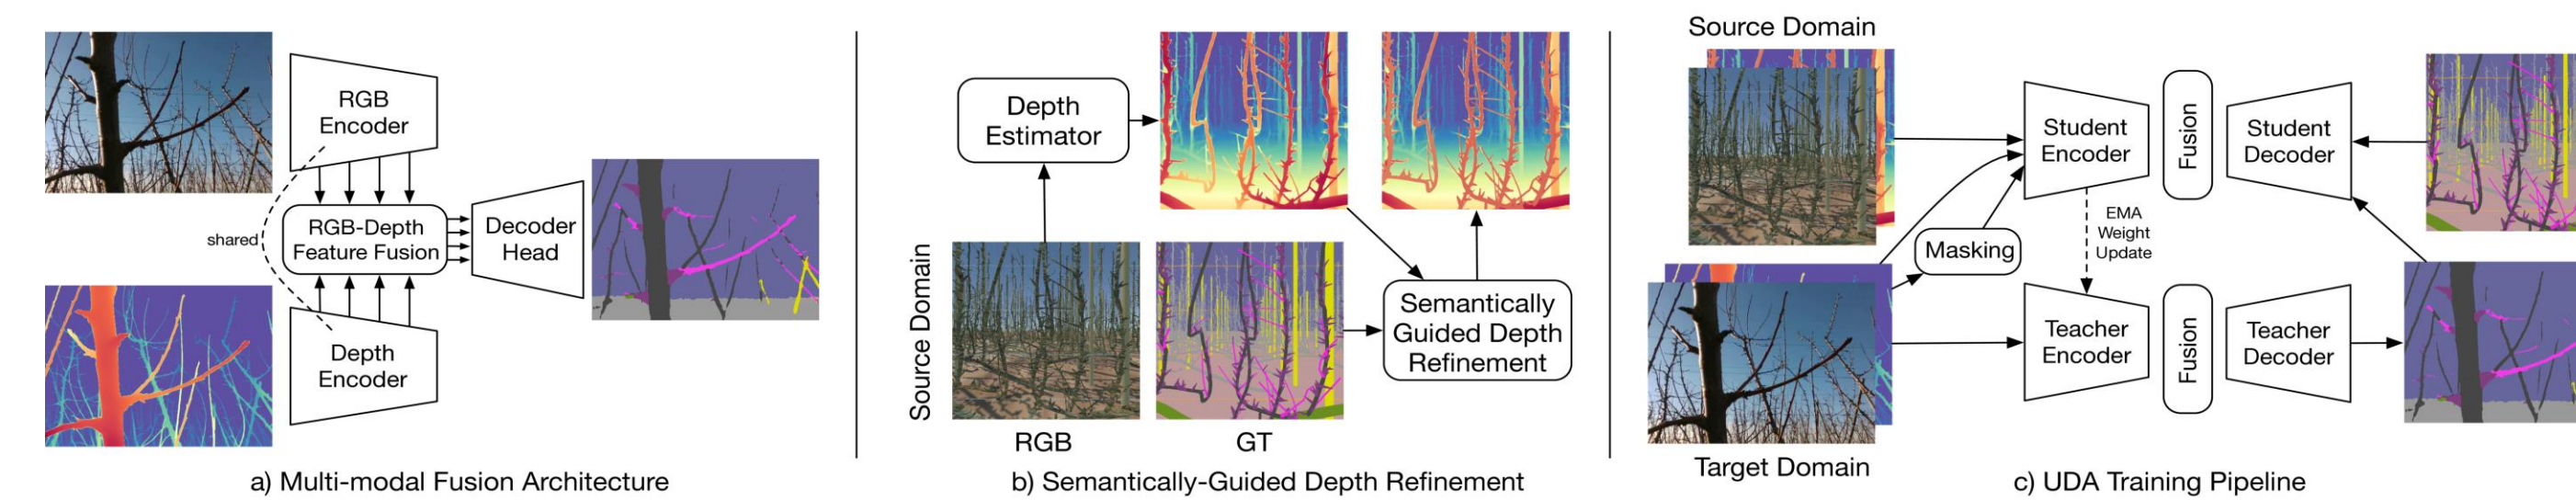 RGB
Encoder
shared
RGB-Depth
Feature Fusion
Decoder
Head
Depth
Encoder
a) Multi-modal Fusion Architecture
Depth
Estimator
Source Domain
Semantically
Guided Depth
Refinement
RGB
GT
b) Semantically-Guided Depth Refinement
Source Domain
Student
Encoder
Fusion
Student
Decoder
Masking
EMA
Weight
Update
Teacher
Encoder
Fusion
Teacher
Decoder
Target Domain
c) UDA Training Pipeline